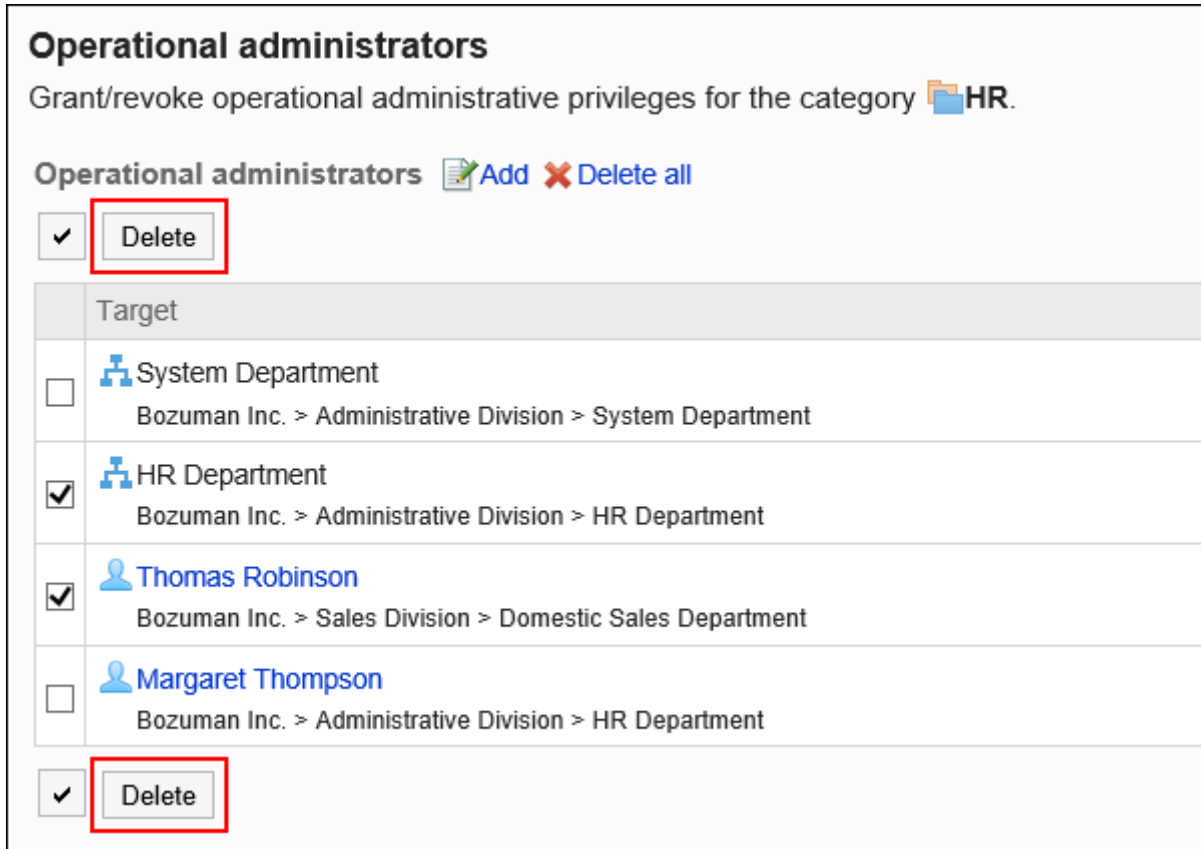 Operational administrators
Grant/revoke operational administrative privileges for the category HR.
Operational administrators Add Delete all
Delete
Target
System Department
Bozuman Inc. > Administrative Division > System Department
HR Department
Bozuman Inc. > Administrative Division > HR Department
Thomas Robinson
Bozuman Inc. > Sales Division > Domestic Sales Department
Margaret Thompson
Bozuman Inc. > Administrative Division > HR Department
Delete